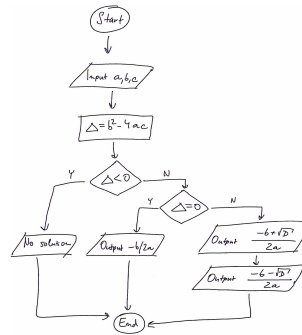 Start
Input a,b,c
Δ=b²-4ac
Δ<0
Y
N
Δ=0
Y
N
No solution
Output -b/2a
Output (-b+√D)/2a
Output (-b-√D)/2a
End